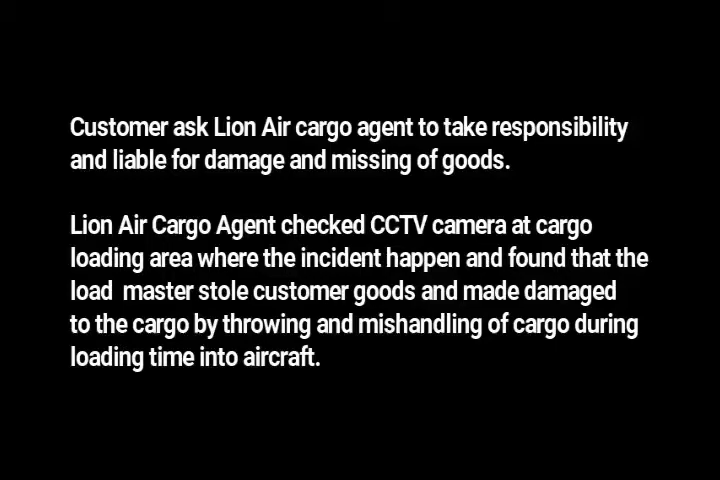 Customer ask Lion Air cargo agent to take responsibility
and liable for damage and missing of goods.
Lion Air Cargo Agent checked CCTV camera at cargo
loading area where the incident happen and found that the
load master stole customer goods and made damaged
to the cargo by throwing and mishandling of cargo during
loading time into aircraft.